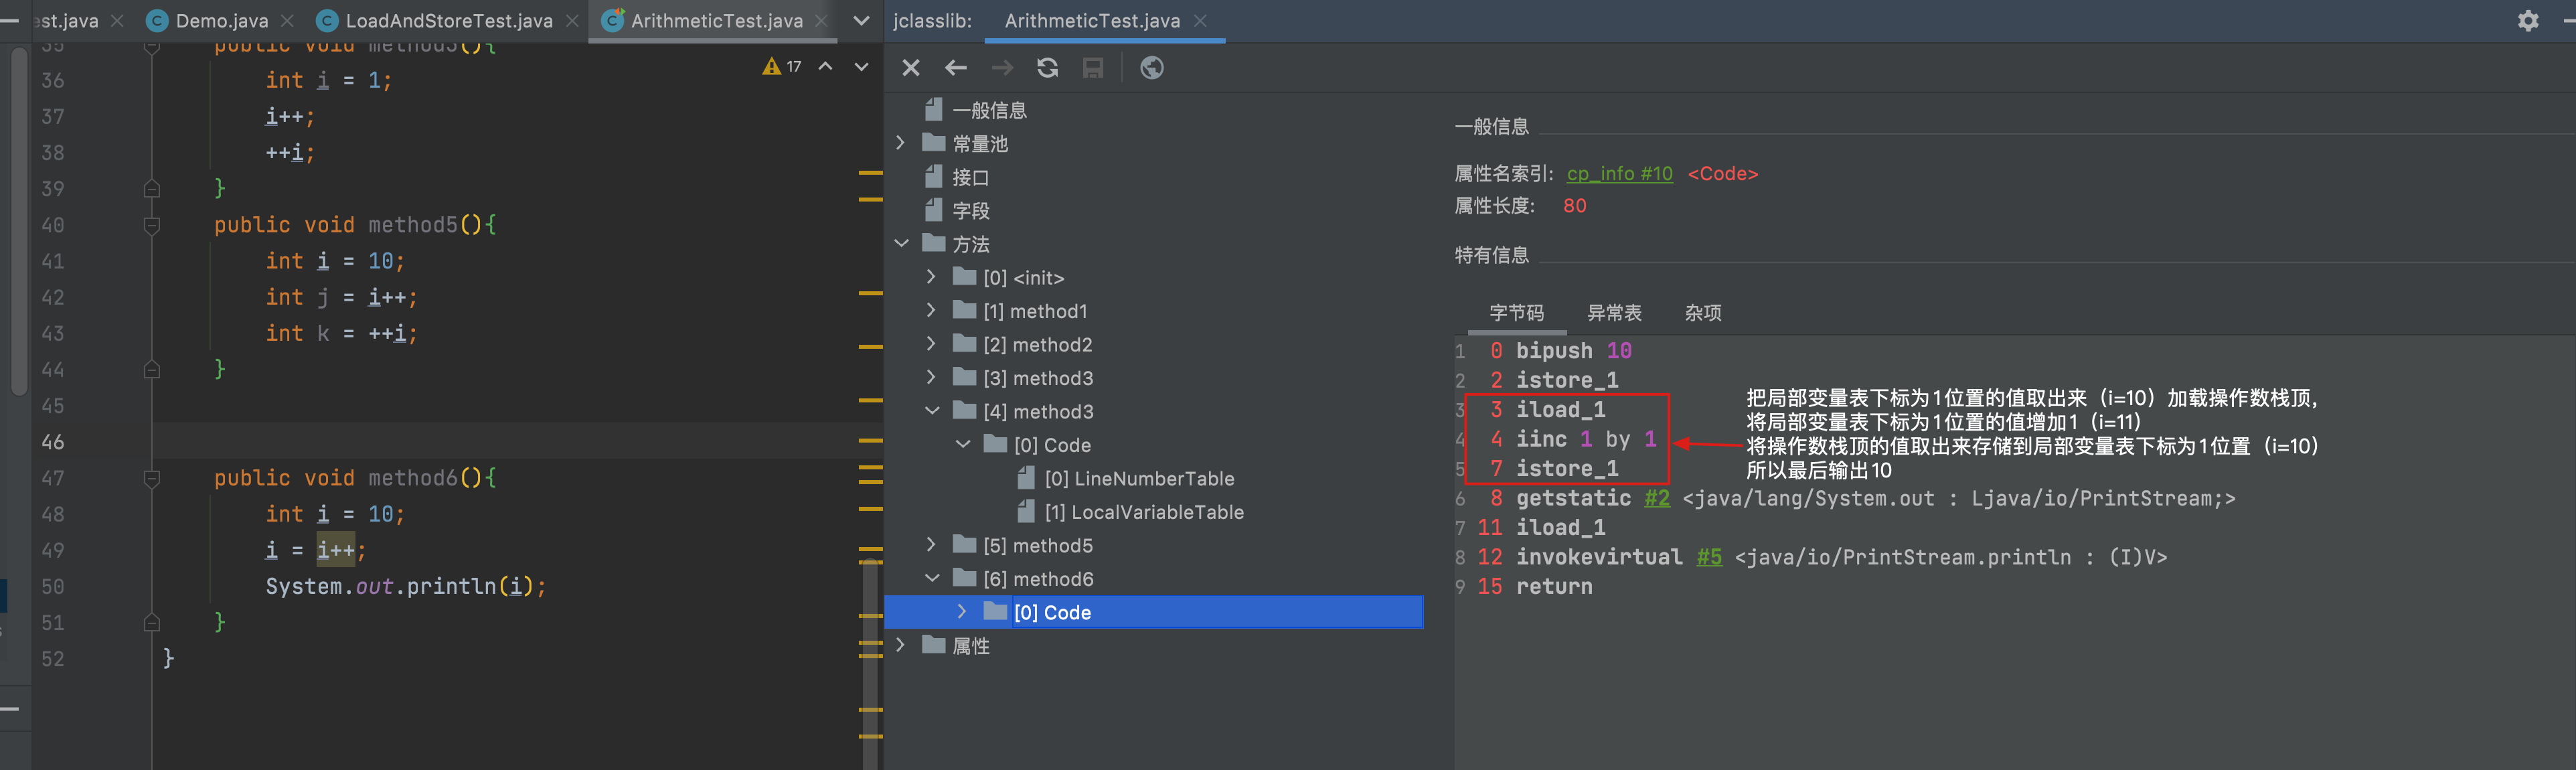 est.java
Demo.java
LoadAndStoreTest.java
ArithmeticTest.java
jclasslib:
ArithmeticTest.java
17
35 public void method3(){
36 int i = 1;
37 i++;
38 ++i;
39 }
40 public void method5(){
41 int i = 10;
42 int j = i++;
43 int k = ++i;
44 }
45
46
47 public void method6(){
48 int i = 10;
49 i = i++;
50 System.out.println(i);
51 }
52 }
一般信息
常量池
接口
字段
方法
[0] <init>
[1] method1
[2] method2
[3] method3
[4] method3
[0] Code
[0] LineNumberTable
[1] LocalVariableTable
[5] method5
[6] method6
[0] Code
属性
一般信息
属性名索引: cp_info #10 <Code>
属性长度: 80
特有信息
字节码 异常表 杂项
1 0 bipush 10
2 2 istore_1
3 3 iload_1
4 4 iinc 1 by 1
5 7 istore_1
6 8 getstatic #2 <java/lang/System.out : Ljava/io/PrintStream;>
7 11 iload_1
8 12 invokevirtual #5 <java/io/PrintStream.println : (I)V>
9 15 return
把局部变量表下标为1位置的值取出来（i=10）加载操作数栈顶，
将局部变量表下标为1位置的值增加1（i=11）
将操作数栈顶的值取出来存储到局部变量表下标为1位置（i=10）
所以最后输出10